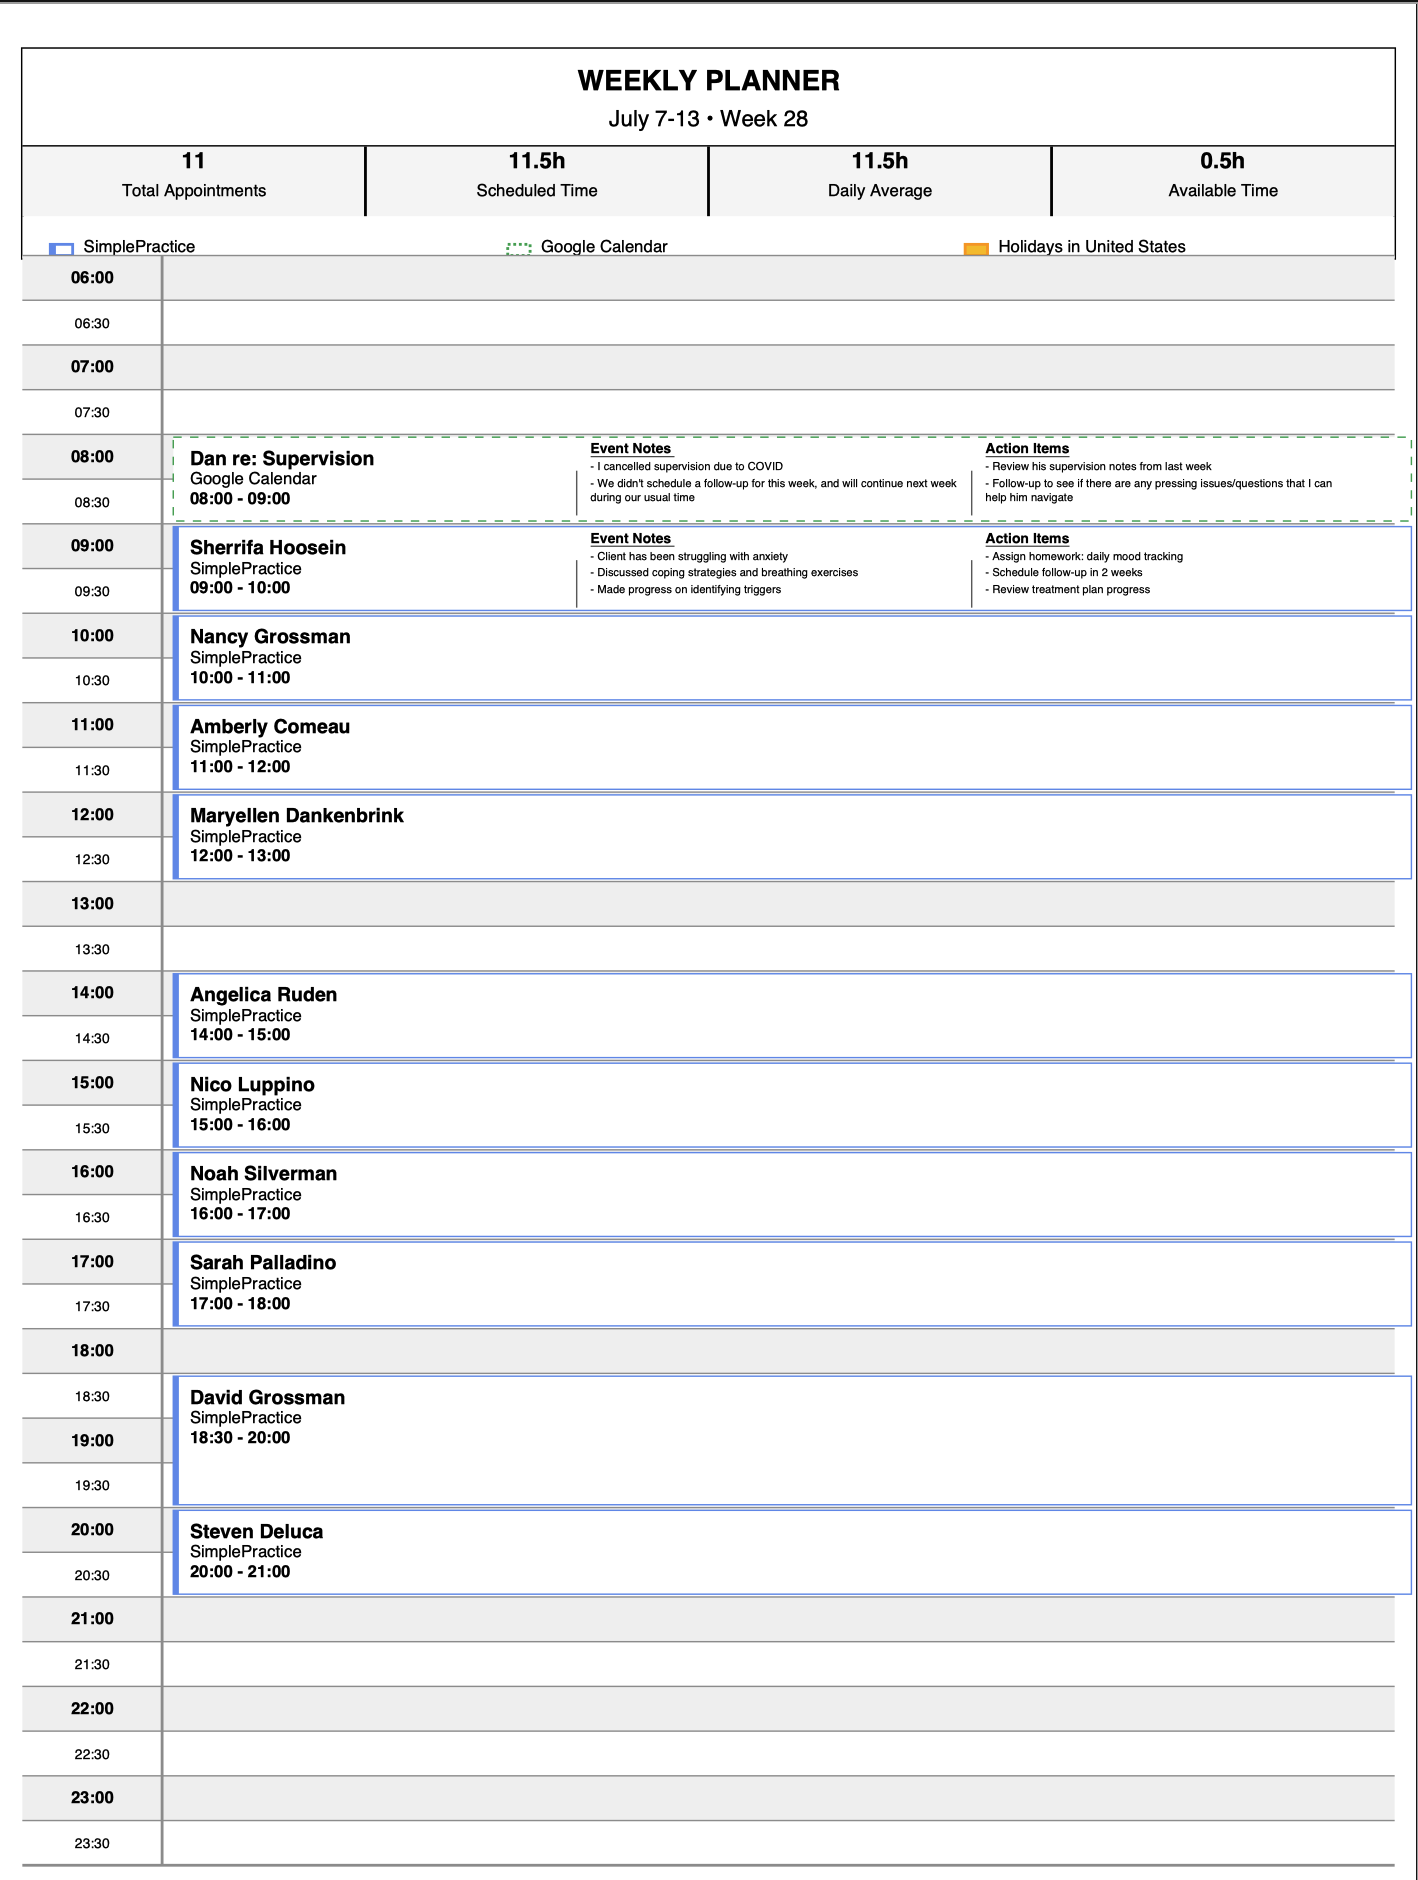 WEEKLY PLANNER
July 7-13 • Week 28
11
Total Appointments
11.5h
Scheduled Time
11.5h
Daily Average
0.5h
Available Time
SimplePractice
Google Calendar
Holidays in United States
06:00
06:30
07:00
07:30
08:00
08:30
Dan re: Supervision
Google Calendar
08:00 - 09:00
Event Notes
- I cancelled supervision due to COVID
- We didn't schedule a follow-up for this week, and will continue next week
during our usual time
Action Items
- Review his supervision notes from last week
- Follow-up to see if there are any pressing issues/questions that I can
help him navigate
09:00
09:30
Sherrifa Hoosein
SimplePractice
09:00 - 10:00
Event Notes
- Client has been struggling with anxiety
- Discussed coping strategies and breathing exercises
- Made progress on identifying triggers
Action Items
- Assign homework: daily mood tracking
- Schedule follow-up in 2 weeks
- Review treatment plan progress
10:00
10:30
Nancy Grossman
SimplePractice
10:00 - 11:00
11:00
11:30
Amberly Comeau
SimplePractice
11:00 - 12:00
12:00
12:30
Maryellen Dankenbrink
SimplePractice
12:00 - 13:00
13:00
13:30
14:00
14:30
Angelica Ruden
SimplePractice
14:00 - 15:00
15:00
15:30
Nico Luppino
SimplePractice
15:00 - 16:00
16:00
16:30
Noah Silverman
SimplePractice
16:00 - 17:00
17:00
17:30
Sarah Palladino
SimplePractice
17:00 - 18:00
18:00
18:30
19:00
19:30
David Grossman
SimplePractice
18:30 - 20:00
20:00
20:30
Steven Deluca
SimplePractice
20:00 - 21:00
21:00
21:30
22:00
22:30
23:00
23:30